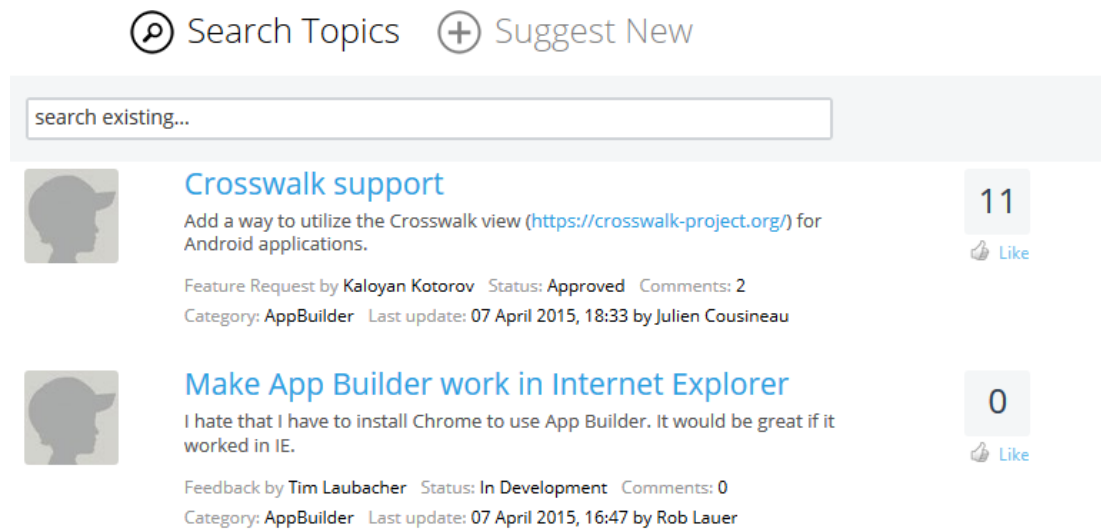 Search Topics Suggest New
search existing...
Crosswalk support
Add a way to utilize the Crosswalk view (https://crosswalk-project.org/) for
Android applications.
11
Like
Feature Request by Kaloyan Kotorov Status: Approved Comments: 2
Category: AppBuilder Last update: 07 April 2015, 18:33 by Julien Cousineau
Make App Builder work in Internet Explorer
I hate that I have to install Chrome to use App Builder. It would be great if it
worked in IE.
0
Like
Feedback by Tim Laubacher Status: In Development Comments: 0
Category: AppBuilder Last update: 07 April 2015, 16:47 by Rob Lauer